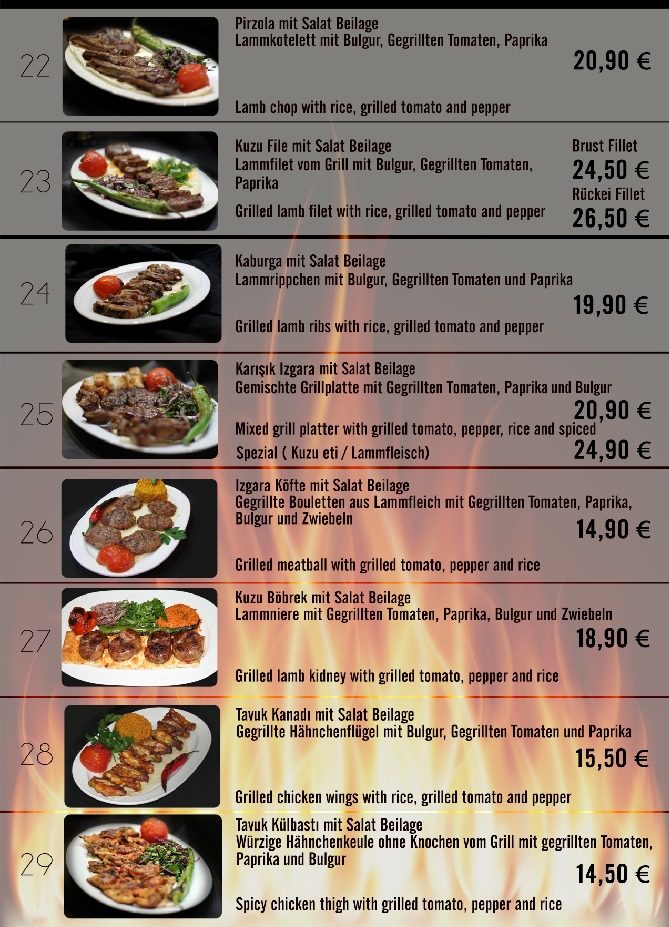 22
Pirzola mit Salat Beilage
Lammkotelett mit Bulgur, Gegrillten Tomaten, Paprika
20,90 €
Lamb chop with rice, grilled tomato and pepper
23
Kuzu File mit Salat Beilage
Lammfilet vom Grill mit Bulgur, Gegrillten Tomaten,
Paprika
Grilled lamb filet with rice, grilled tomato and pepper
Brust Fillet
24,50 €
Rückei Fillet
26,50 €
24
Kaburga mit Salat Beilage
Lammrippchen mit Bulgur, Gegrillten Tomaten und Paprika
19,90 €
Grilled lamb ribs with rice, grilled tomato and pepper
25
Karışık Izgara mit Salat Beilage
Gemischte Grillplatte mit Gegrillten Tomaten, Paprika und Bulgur
20,90 €
Mixed grill platter with grilled tomato, pepper, rice and spiced
Spezial ( Kuzu eti / Lammfleisch)
24,90 €
26
Izgara Köfte mit Salat Beilage
Gegrillte Bouletten aus Lammfleich mit Gegrillten Tomaten, Paprika,
Bulgur und Zwiebeln
14,90 €
Grilled meatball with grilled tomato, pepper and rice
27
Kuzu Böbrek mit Salat Beilage
Lammniere mit Gegrillten Tomaten, Paprika, Bulgur und Zwiebeln
18,90 €
Grilled lamb kidney with grilled tomato, pepper and rice
28
Tavuk Kanadı mit Salat Beilage
Gegrillte Hähnchenflügel mit Bulgur, Gegrillten Tomaten und Paprika
15,50 €
Grilled chicken wings with rice, grilled tomato and pepper
29
Tavuk Külbastı mit Salat Beilage
Würzige Hähnchenkeule ohne Knochen vom Grill mit gegrillten Tomaten,
Paprika und Bulgur
14,50 €
Spicy chicken thigh with grilled tomato, pepper and rice